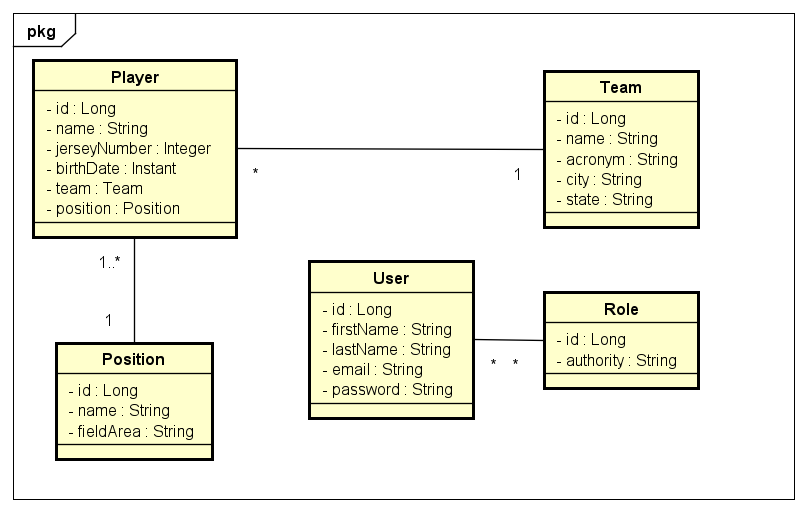 pkg
Player
- id : Long
- name : String
- jerseyNumber : Integer
- birthDate : Instant
- team : Team
- position : Position
Team
- id : Long
- name : String
- acronym : String
- city : String
- state : String
*
1
1..*
1
Position
- id : Long
- name : String
- fieldArea : String
User
- id : Long
- firstName : String
- lastName : String
- email : String
- password : String
* *
Role
- id : Long
- authority : String